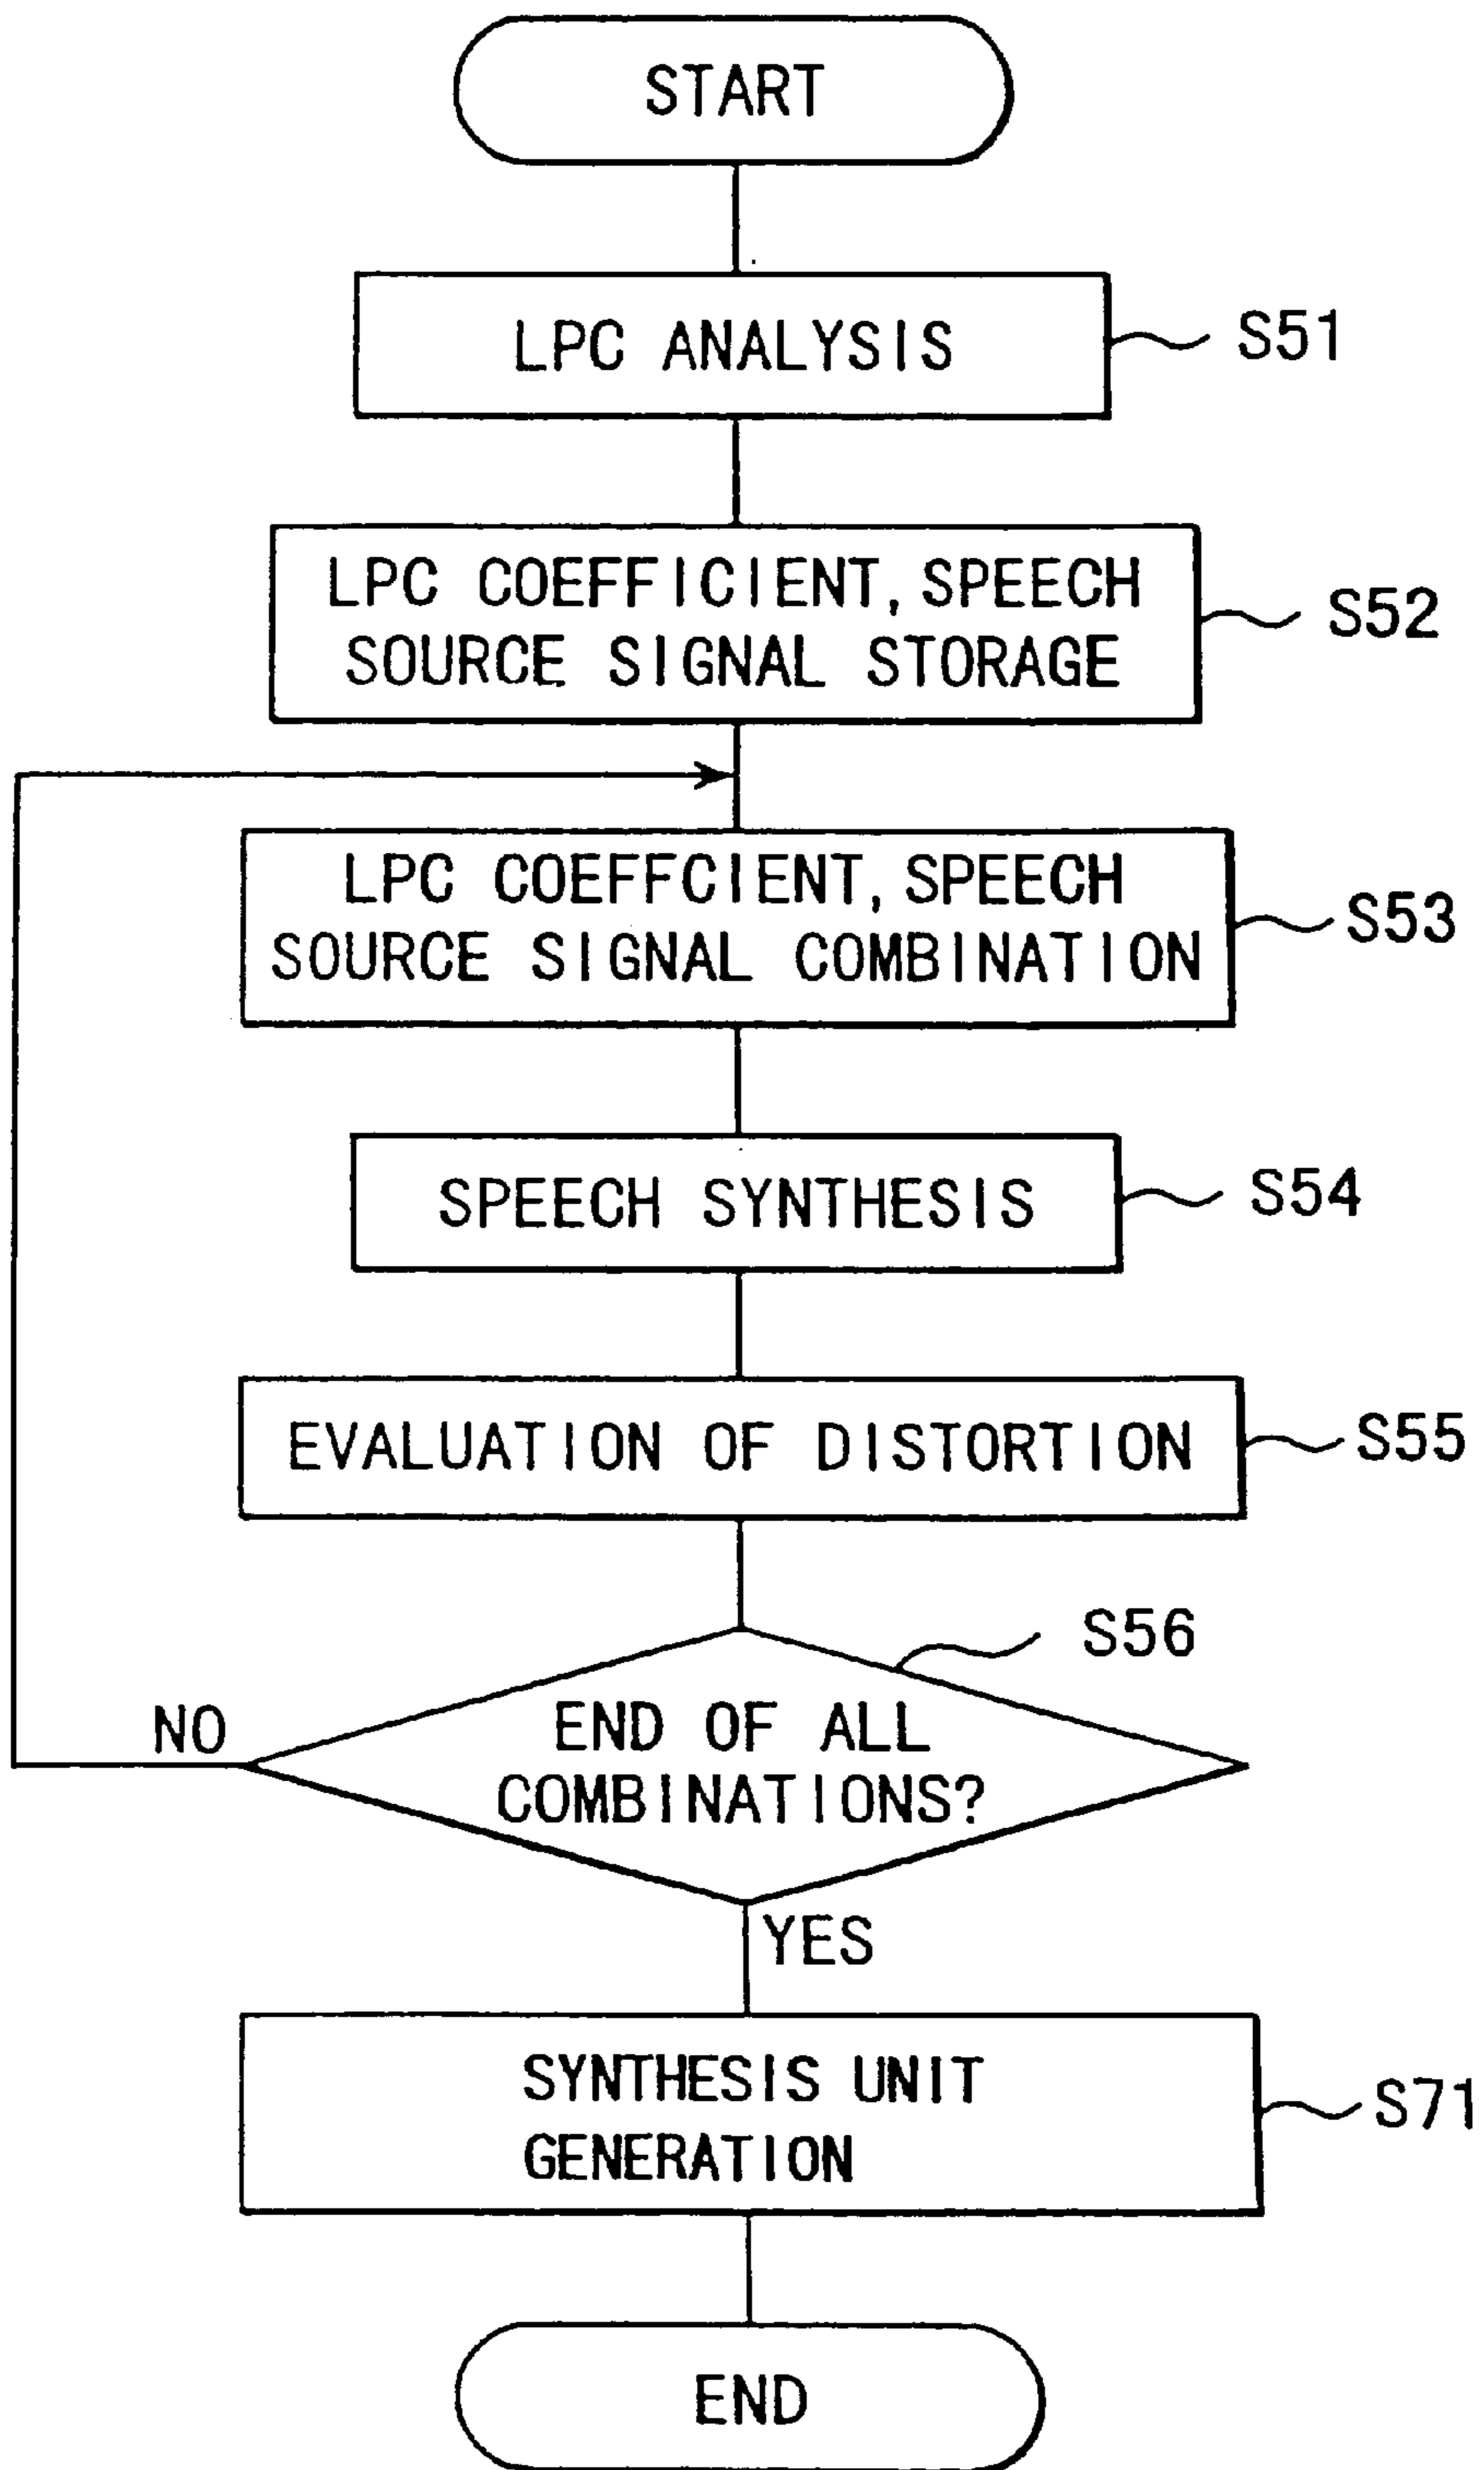 START
LPC ANALYSIS
S51
LPC COEFFICIENT, SPEECH
SOURCE SIGNAL STORAGE
S52
LPC COEFFCIENT, SPEECH
SOURCE SIGNAL COMBINATION
S53
SPEECH SYNTHESIS
S54
EVALUATION OF DISTORTION
S55
S56
END OF ALL
COMBINATIONS?
NO
YES
SYNTHESIS UNIT
GENERATION
S71
END